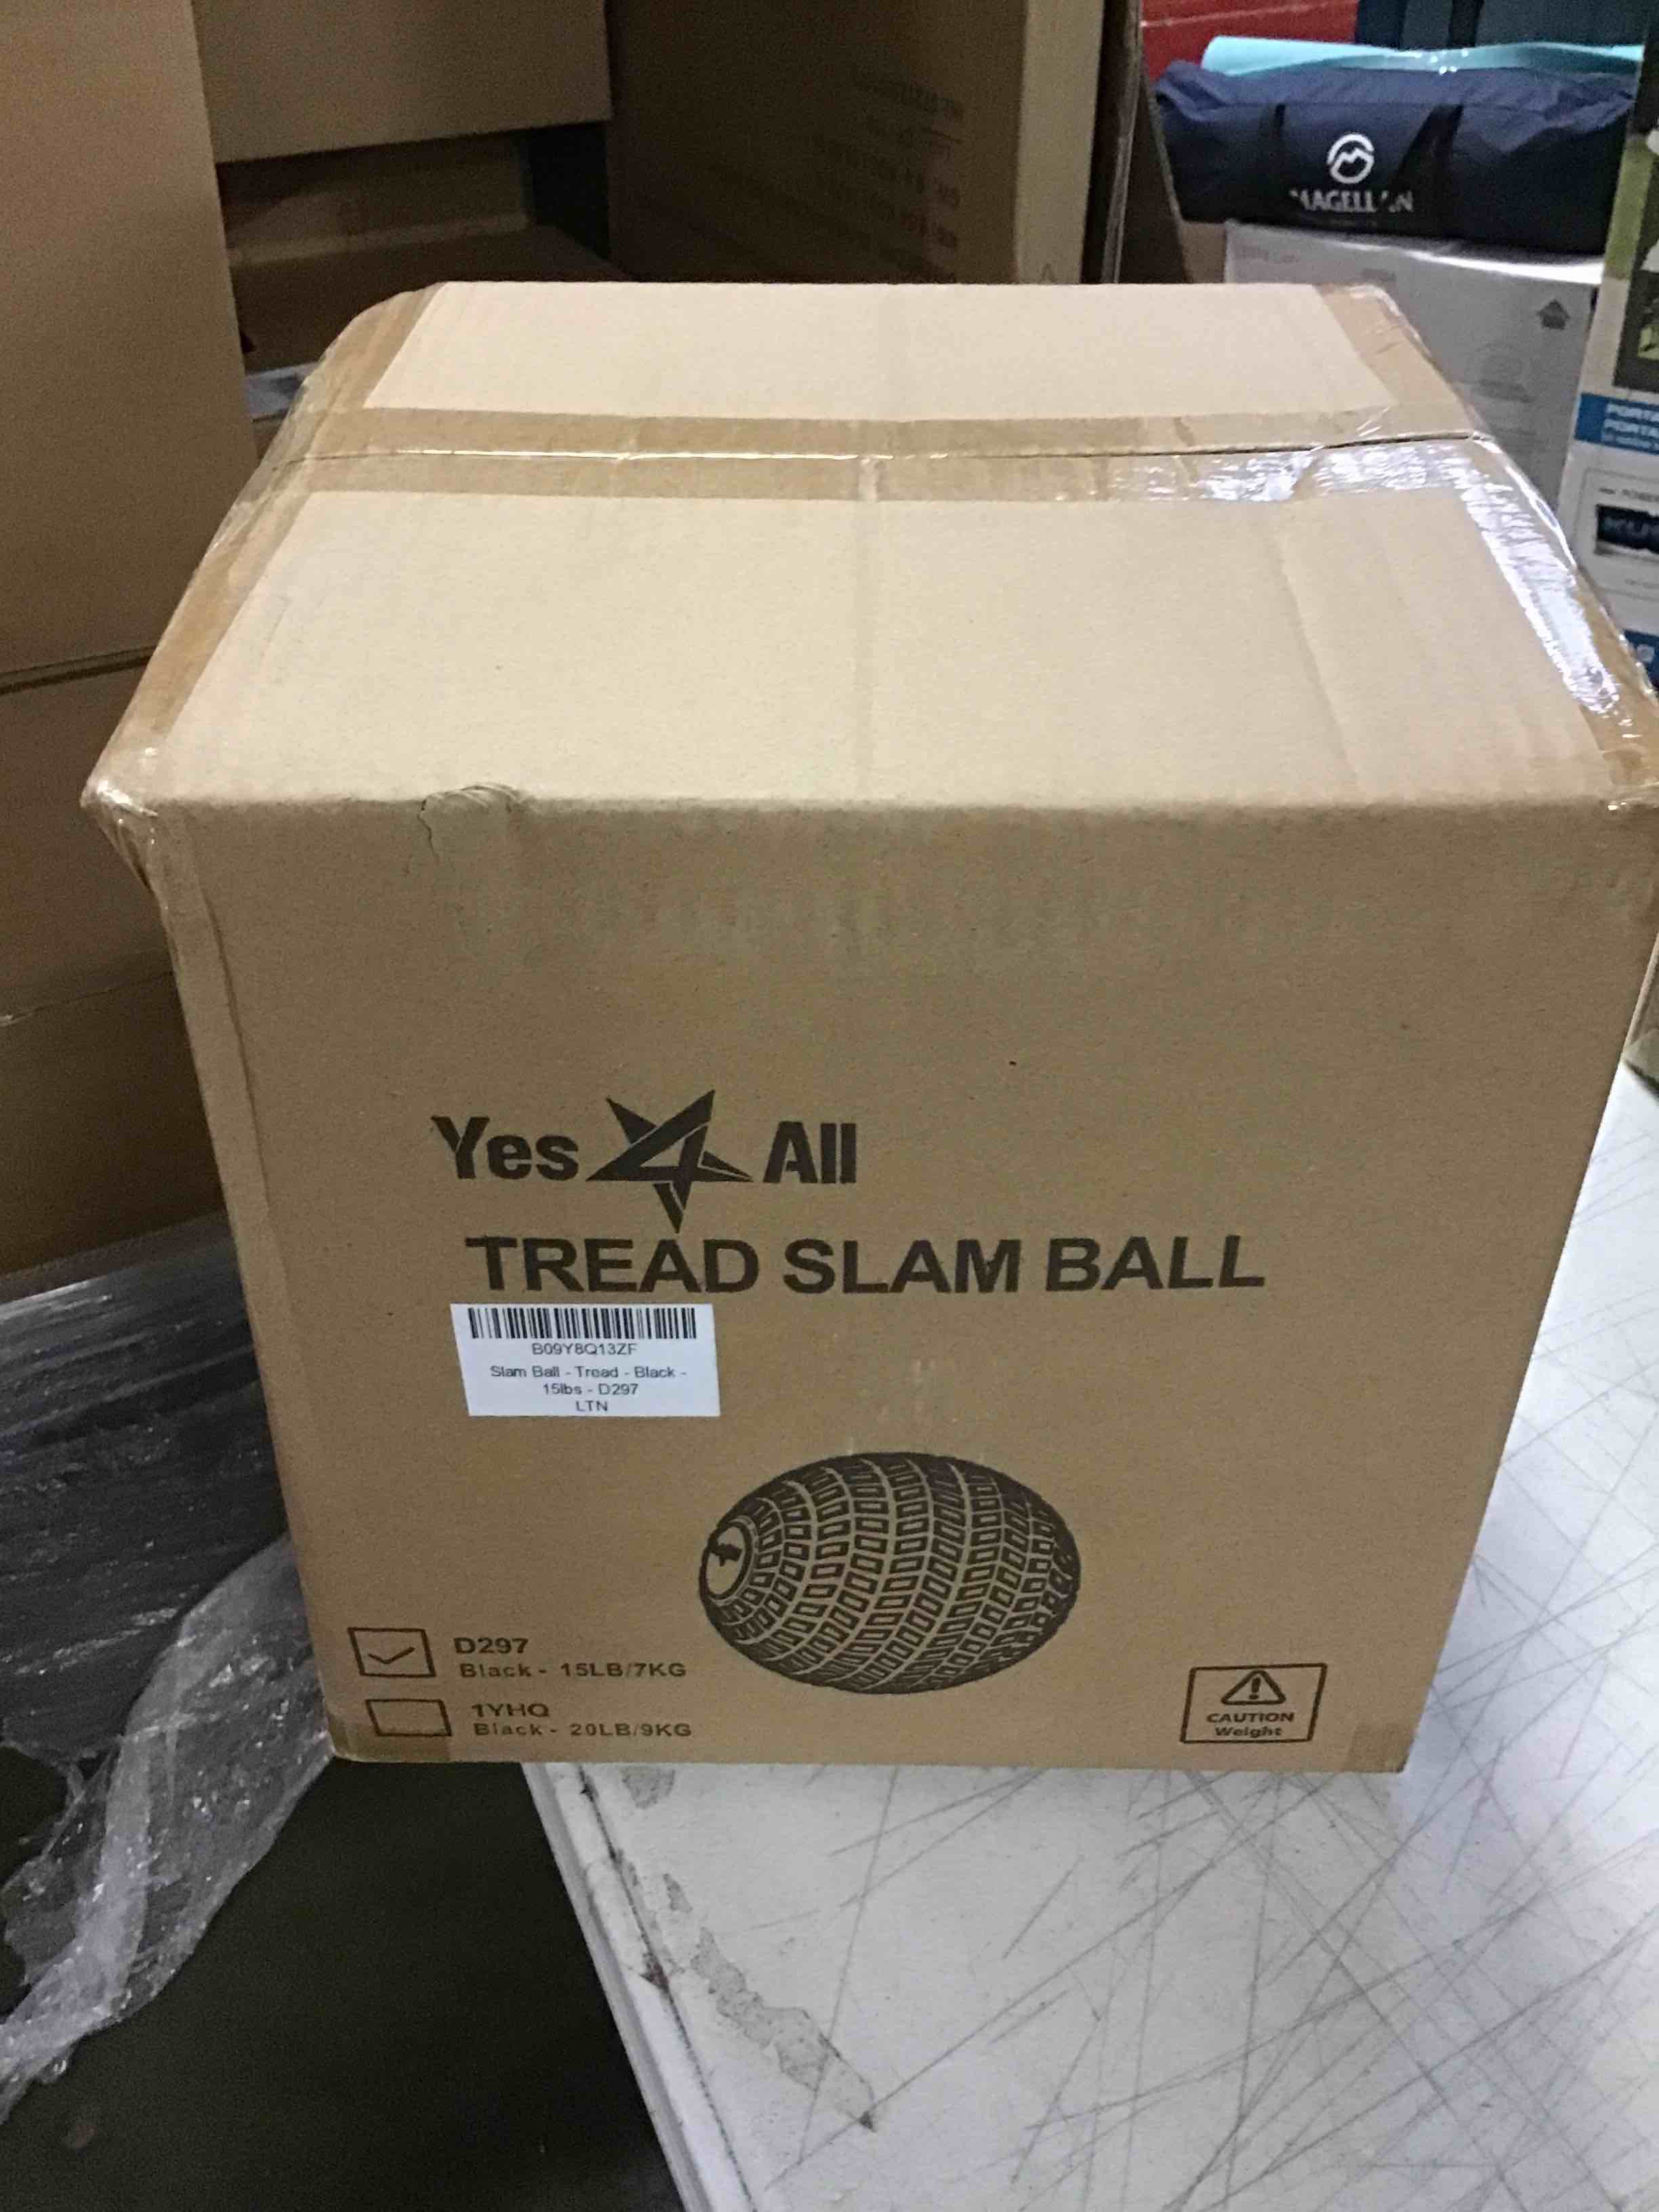 MAGELLAN
Yes 4 All
TREAD SLAM BALL
B09Y8Q13ZF
Slam Ball - Tread - Black -
15lbs - D297
LTN
D297
Black - 15LB/7KG
1YHQ
Black - 20LB/9KG
CAUTION
Weight